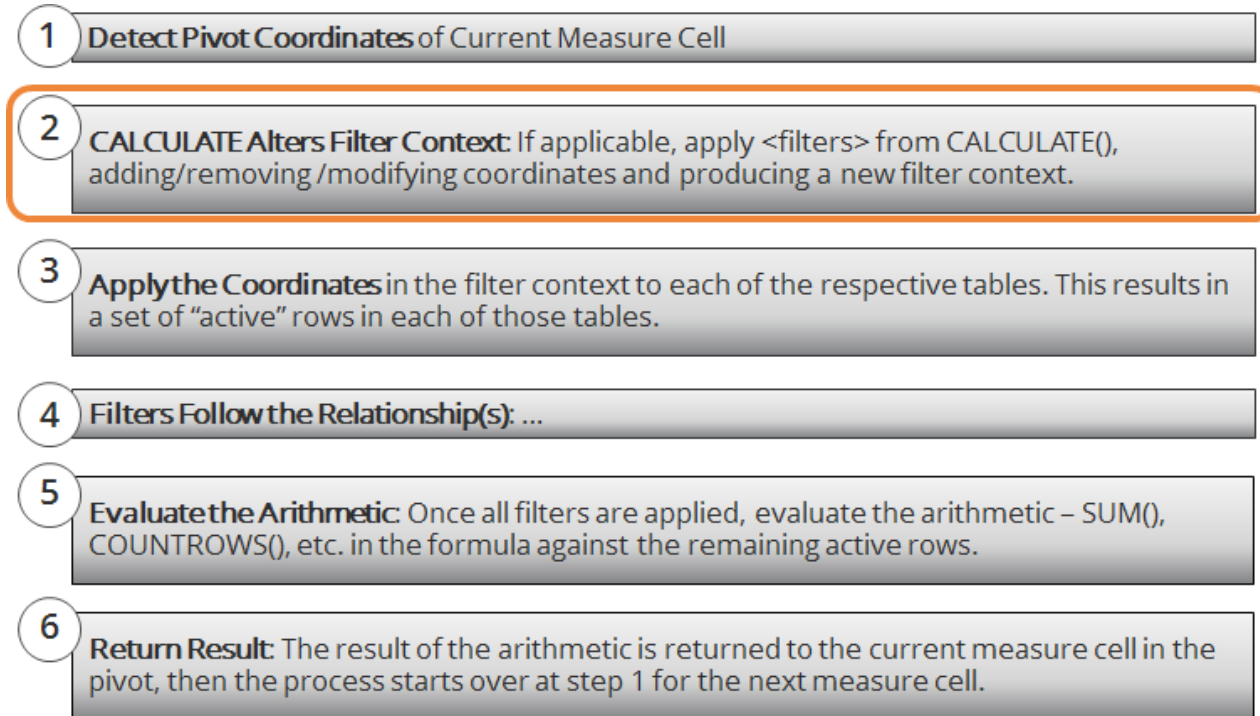 1
Detect Pivot Coordinates of Current Measure Cell
2
CALCULATE Alters Filter Context: If applicable, apply <filters> from CALCULATE(),
adding/removing /modifying coordinates and producing a new filter context.
3
Apply the Coordinates in the filter context to each of the respective tables. This results in
a set of “active” rows in each of those tables.
4
Filters Follow the Relationship(s): ...
5
Evaluate the Arithmetic: Once all filters are applied, evaluate the arithmetic – SUM(),
COUNTROWS(), etc. in the formula against the remaining active rows.
6
Return Result: The result of the arithmetic is returned to the current measure cell in the
pivot, then the process starts over at step 1 for the next measure cell.